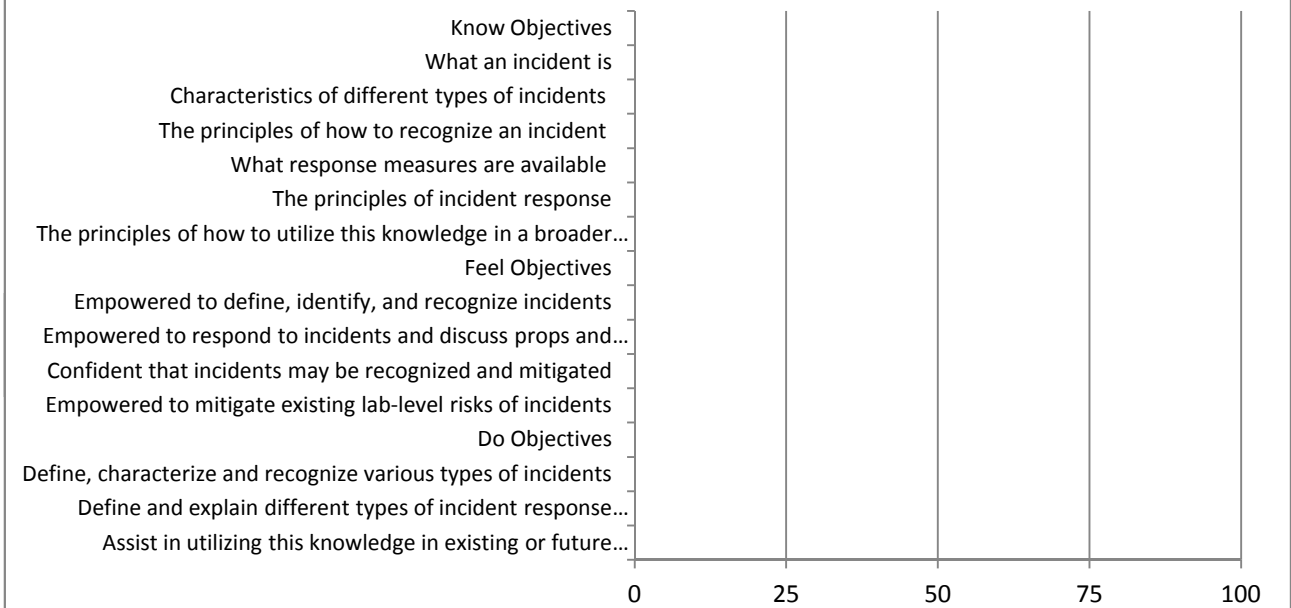 Know Objectives
What an incident is
Characteristics of different types of incidents
The principles of how to recognize an incident
What response measures are available
The principles of incident response
The principles of how to utilize this knowledge in a broader…
Feel Objectives
Empowered to define, identify, and recognize incidents
Empowered to respond to incidents and discuss props and…
Confident that incidents may be recognized and mitigated
Empowered to mitigate existing lab-level risks of incidents
Do Objectives
Define, characterize and recognize various types of incidents
Define and explain different types of incident response…
Assist in utilizing this knowledge in existing or future…
0 25 50 75 100